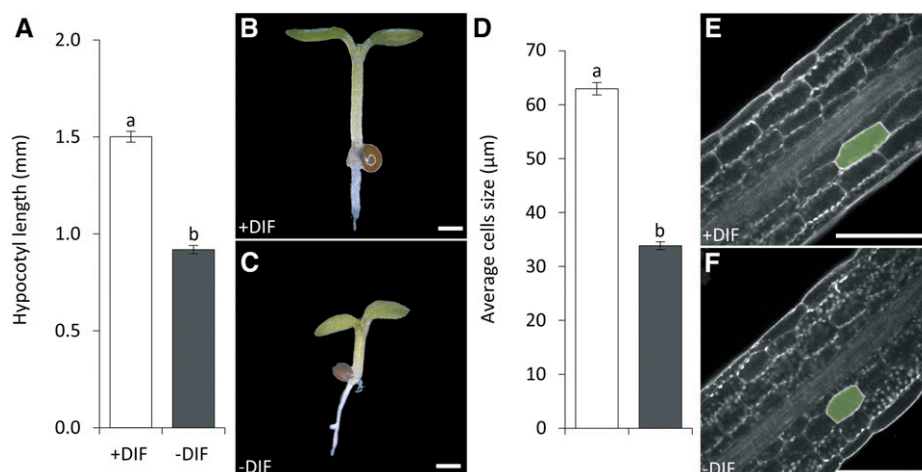 A
Hypocotyl length (mm)
2.0
1.5
1.0
0.5
0.0
a
b
+DIF
-DIF
B
+DIF
C
-DIF
D
Average cells size (µm)
70
60
50
40
30
20
10
0
a
b
E
+DIF
F
-DIF